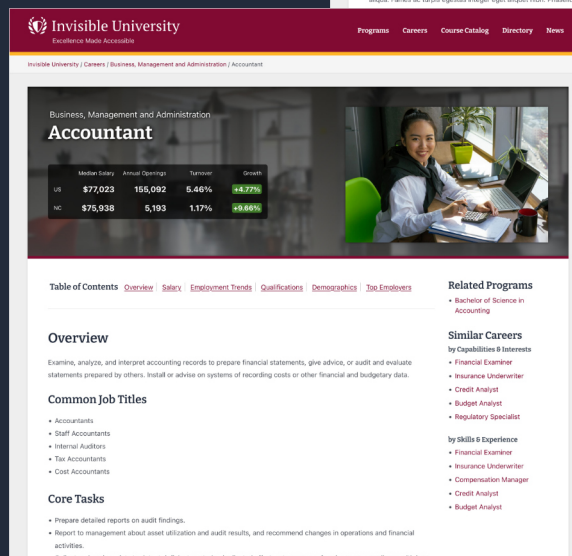 Invisible University
Excellence Made Accessible
Programs Careers Course Catalog Directory News
Invisible University / Careers / Business, Management and Administration / Accountant
Business, Management and Administration
Accountant
Median Salary Annual Openings Turnover Growth
US $77,023 155,092 5.46% +4.77%
NC $75,938 5,193 1.17% +9.66%
Table of Contents Overview Salary Employment Trends Qualifications Demographics Top Employers
Overview
Examine, analyze, and interpret accounting records to prepare financial statements, give advice, or audit and evaluate
statements prepared by others. Install or advise on systems of recording costs or other financial and budgetary data.
Common Job Titles
• Accountants
• Staff Accountants
• Internal Auditors
• Tax Accountants
• Cost Accountants
Core Tasks
• Prepare detailed reports on audit findings.
• Report to management about asset utilization and audit results, and recommend changes in operations and financial
activities.
Related Programs
• Bachelor of Science in
Accounting
Similar Careers
by Capabilities & Interests
• Financial Examiner
• Insurance Underwriter
• Credit Analyst
• Budget Analyst
• Regulatory Specialist
by Skills & Experience
• Financial Examiner
• Insurance Underwriter
• Compensation Manager
• Credit Analyst
• Budget Analyst